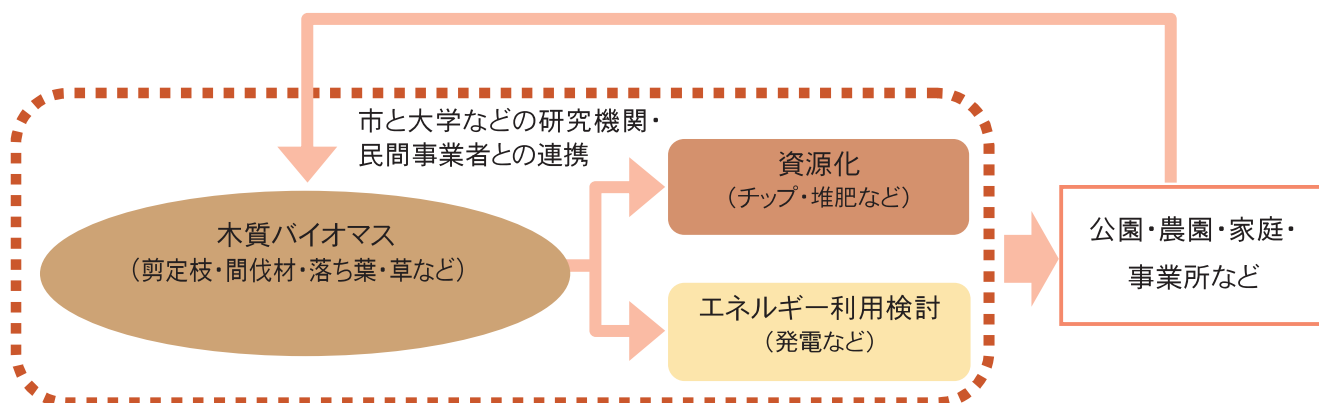 市と大学などの研究機関・
民間事業者との連携
木質バイオマス
（剪定枝・間伐材・落ち葉・草など）
資源化
（チップ・堆肥など）
エネルギー利用検討
（発電など）
公園・農園・家庭・
事業所など